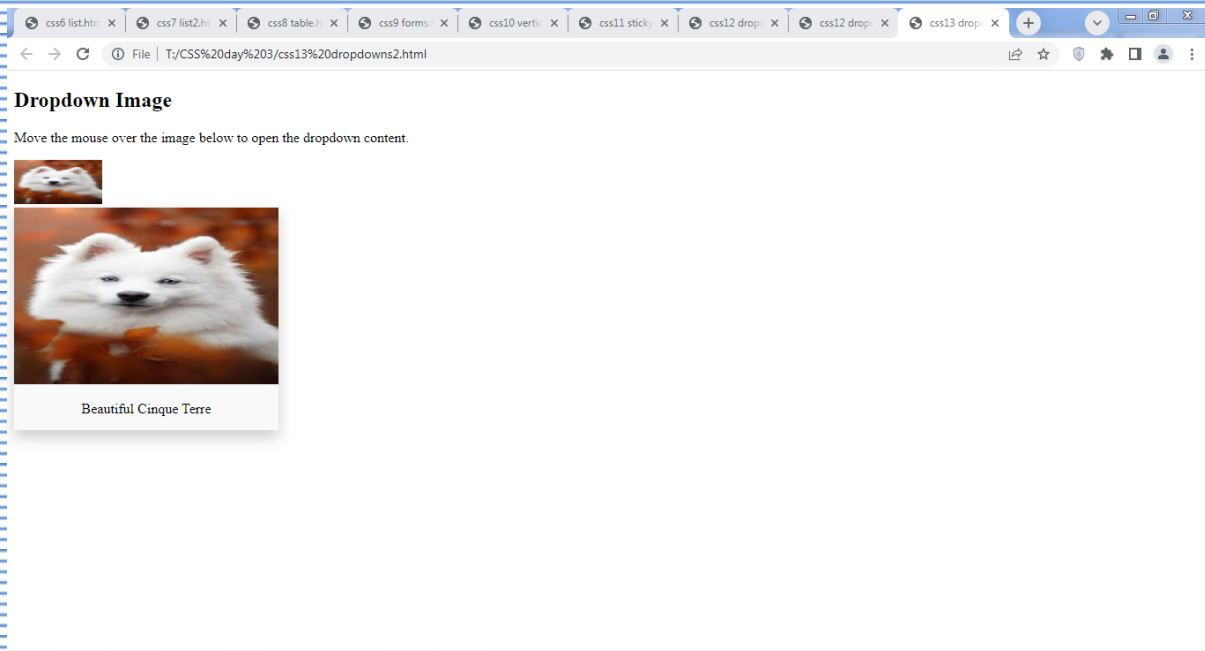 css6 list.htm
css7 list2.ht
css8 table.h
css9 forms.
css10 vertic
css11 sticky
css12 drop
css12 drop
css13 drop
File | T:/CSS%20day%203/css13%20dropdowns2.html
Dropdown Image
Move the mouse over the image below to open the dropdown content.
Beautiful Cinque Terre